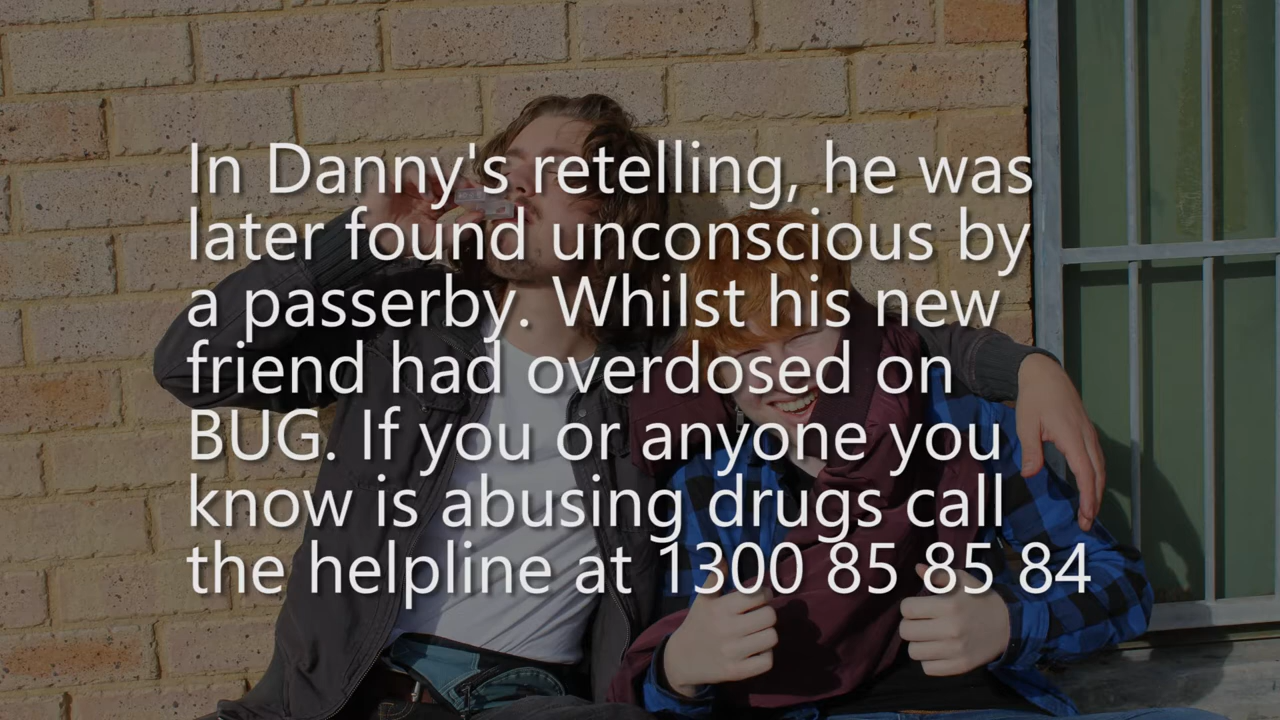 In Danny's retelling, he was
later found unconscious by
a passerby. Whilst his new
friend had overdosed on
BUG. If you or anyone you
know is abusing drugs call
the helpline at 1300 85 85 84